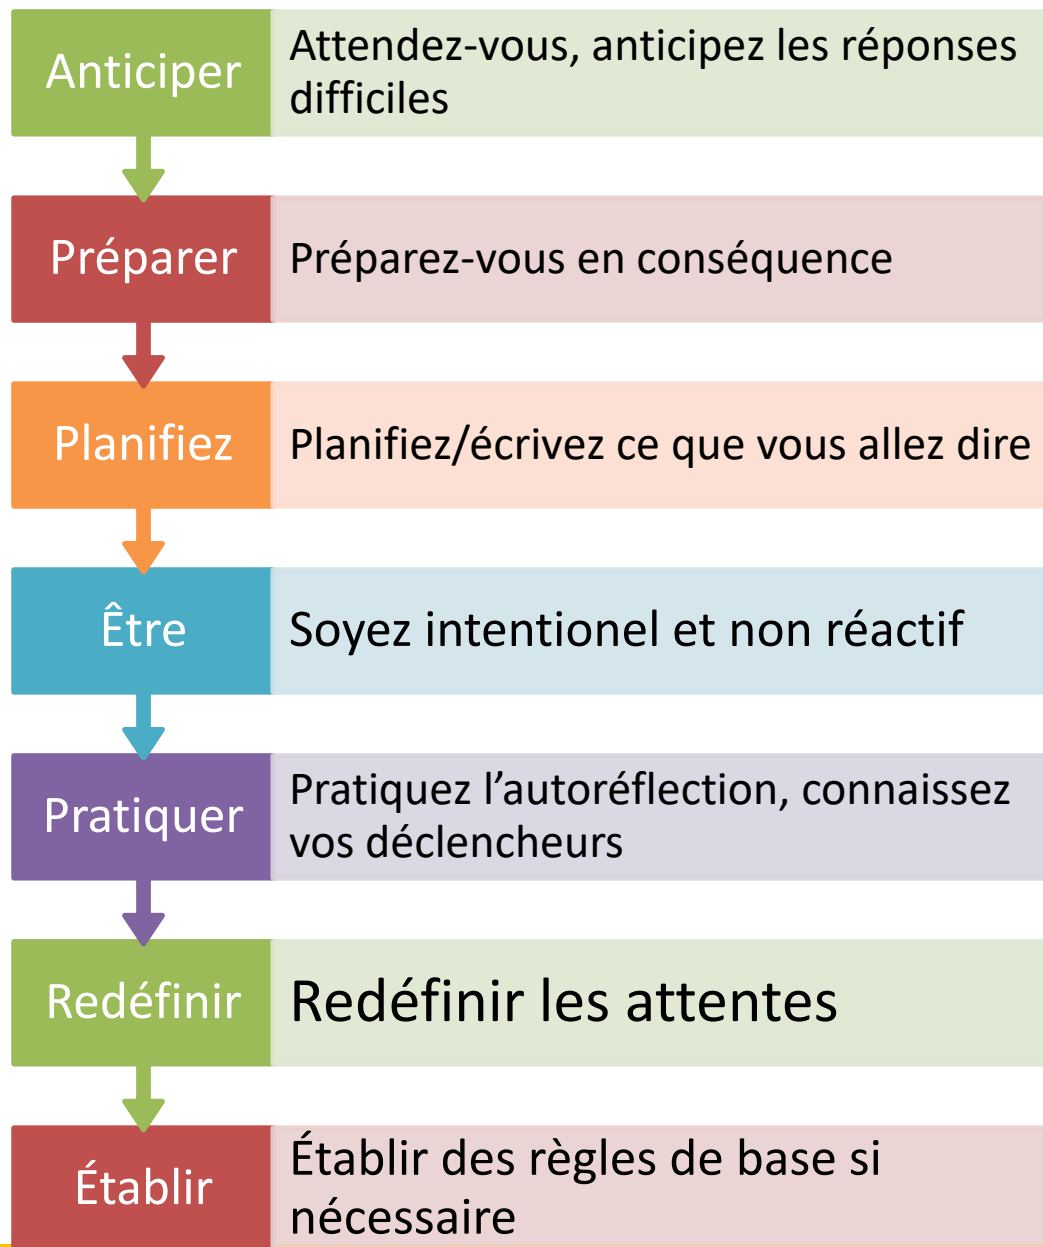 Anticiper
Attendez-vous, anticipez les réponses
difficiles
Préparer
Préparez-vous en conséquence
Planifiez
Planifiez/écrivez ce que vous allez dire
Être
Soyez intentionel et non réactif
Pratiquer
Pratiquez l’autoréflection, connaissez
vos déclencheurs
Redéfinir
Redéfinir les attentes
Établir
Établir des règles de base si
nécessaire